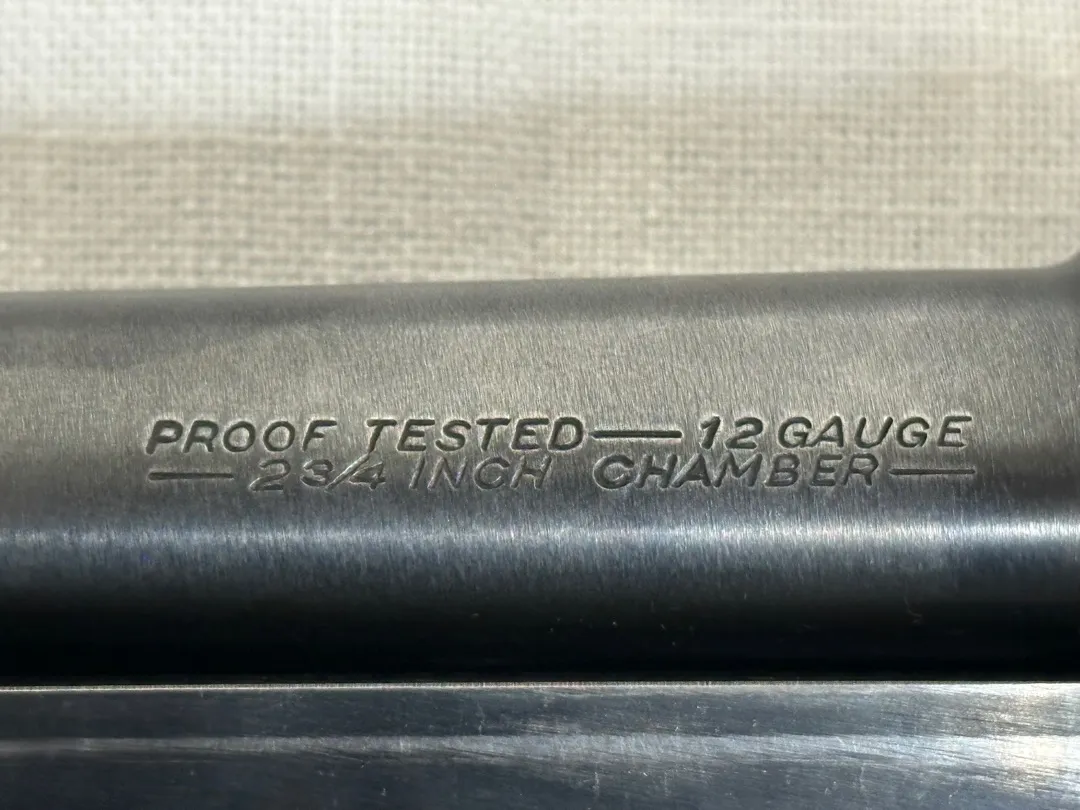 PROOF TESTED — 12 GAUGE
— 2 3/4 INCH CHAMBER —